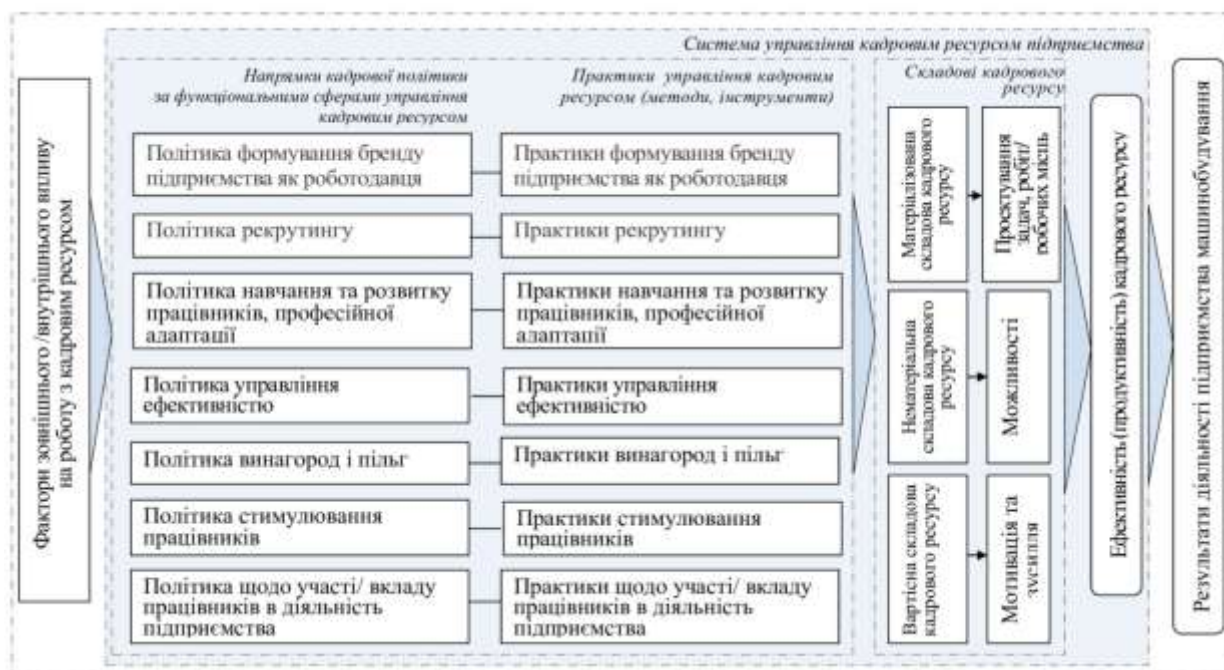 Система управління кадровим ресурсом підприємства
Фактори зовнішнього /внутрішнього впливу
на роботу з кадровим ресурсом
Напрямки кадрової політики
за функціональними сферами управління
кадровим ресурсом
Практики управління кадровим
ресурсом (методи, інструменти)
Політика формування бренду
підприємства як роботодавця
Практики формування бренду
підприємства як роботодавця
Політика рекрутингу
Практики рекрутингу
Політика навчання та розвитку
працівників, професійної
адаптації
Практики навчання та розвитку
працівників, професійної
адаптації
Політика управління
ефективністю
Практики управління
ефективністю
Політика винагород і пільг
Практики винагород і пільг
Політика стимулювання
працівників
Практики стимулювання
працівників
Політика щодо участі/ вкладу
працівників в діяльність
підприємства
Практики щодо участі/ вкладу
працівників в діяльність
підприємства
Складові кадрового
ресурсу
Матеріалізована
складова кадрового
ресурсу
Проектування
задач, робіт/
робочих місць
Нематеріальна
складова кадрового
ресурсу
Можливості
Вартісна складова
кадрового ресурсу
Мотивація та
зусилля
Ефективність (продуктивність) кадрового ресурсу
Результати діяльності підприємства машинобудування